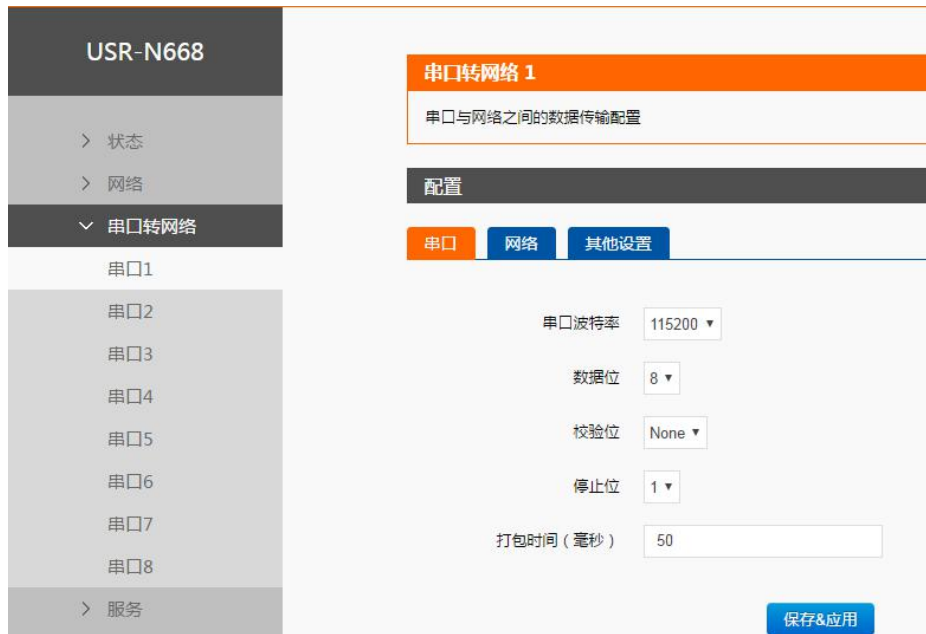 USR-N668
状态
网络
串口转网络
串口1
串口2
串口3
串口4
串口5
串口6
串口7
串口8
服务
串口转网络 1
串口与网络之间的数据传输配置
配置
串口 网络 其他设置
串口波特率 115200
数据位 8
校验位 None
停止位 1
打包时间（毫秒） 50
保存&应用